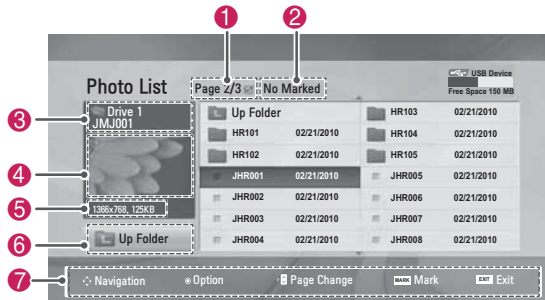 1 2
USB Device
Photo List Page 2/3 No Marked
Free Space 150 MB
3 Drive 1
JMJ001
Up Folder
HR103 02/21/2010
HR101 02/21/2010
HR104 02/21/2010
HR102 02/21/2010
HR105 02/21/2010
4
JHR001 02/21/2010
JHR005 02/21/2010
JHR002 02/21/2010
JHR006 02/21/2010
5 1366x768, 125KB
JHR003 02/21/2010
JHR007 02/21/2010
6 Up Folder
JHR004 02/21/2010
JHR008 02/21/2010
7 Navigation Option Page Change MARK Mark EXIT Exit